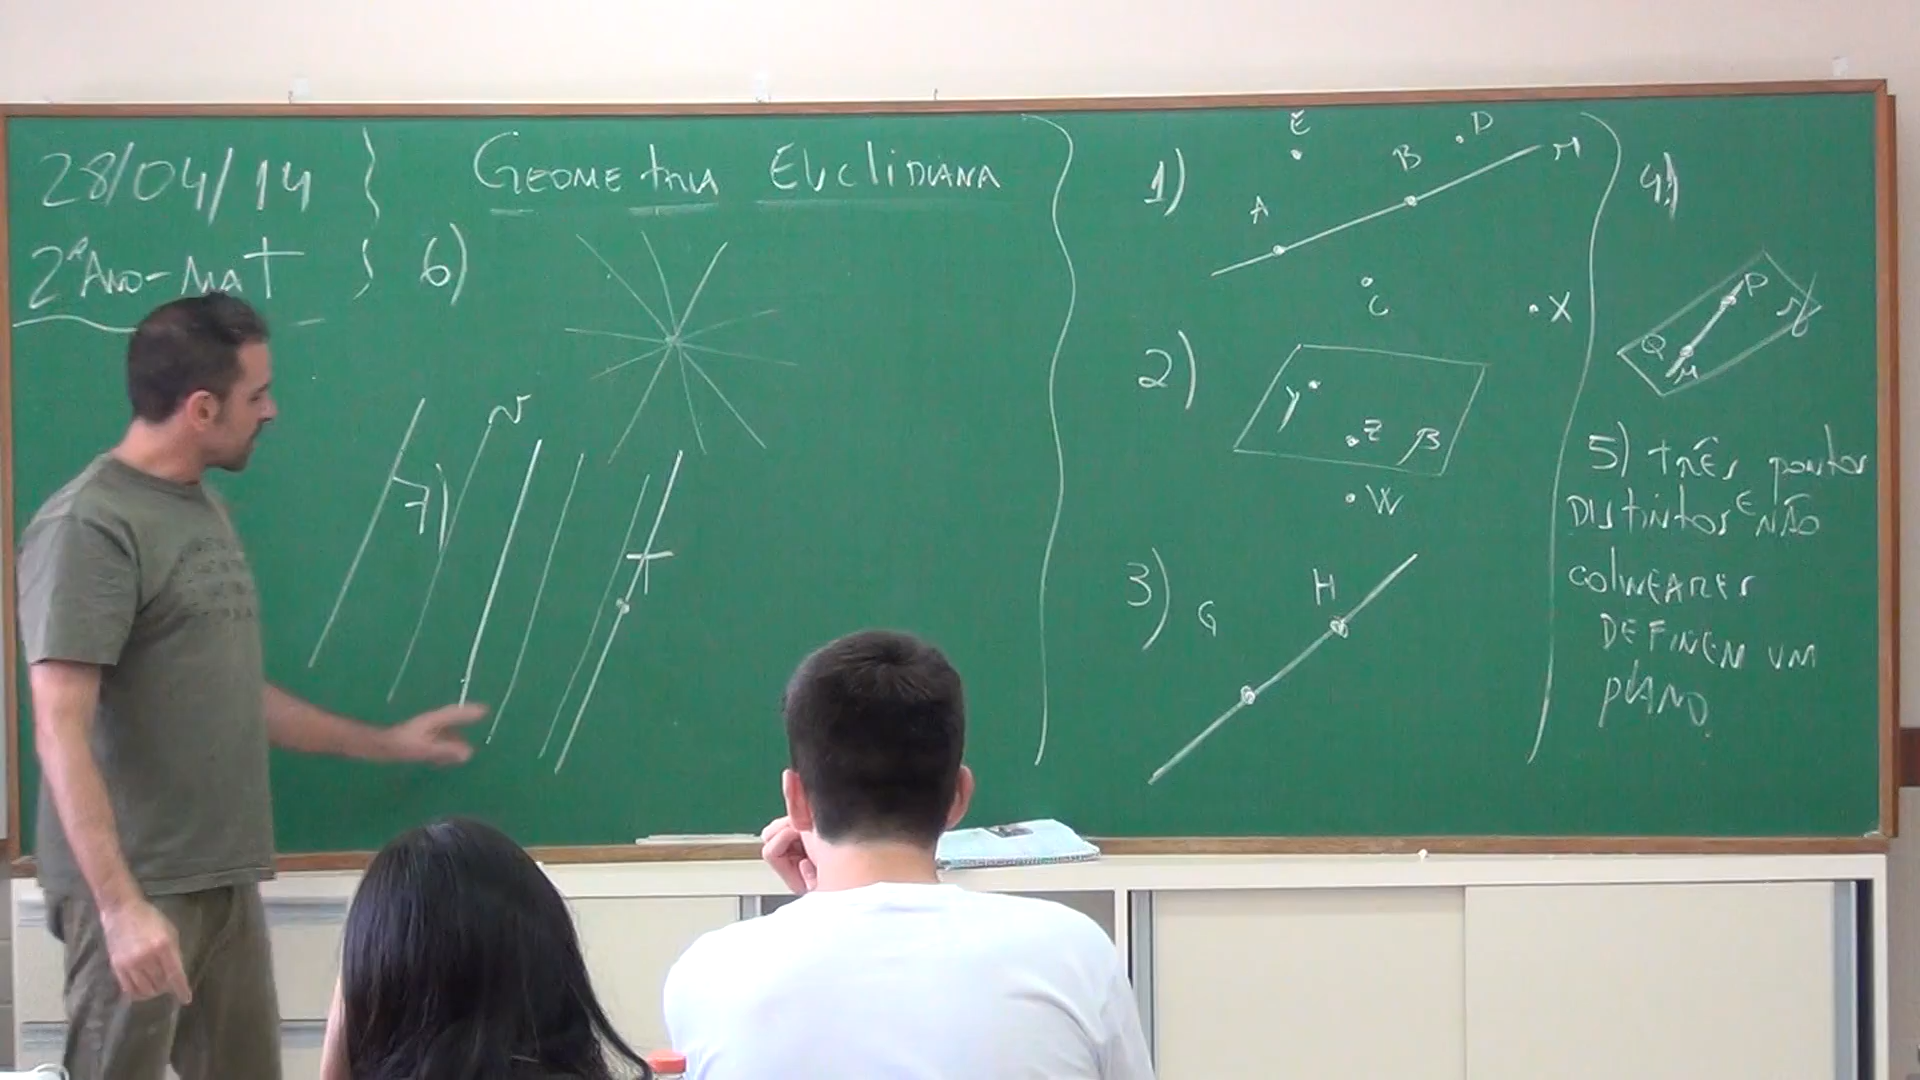 28/04/14
2º Ano - Mat
Geometria Euclidiana
6)
7)
1)
E
D
B
A
C
X
2)
Y
Z
β
W
3)
G
H
4)
P
Q
5) três pontos
distintos e não
colineares
definem um
plano.